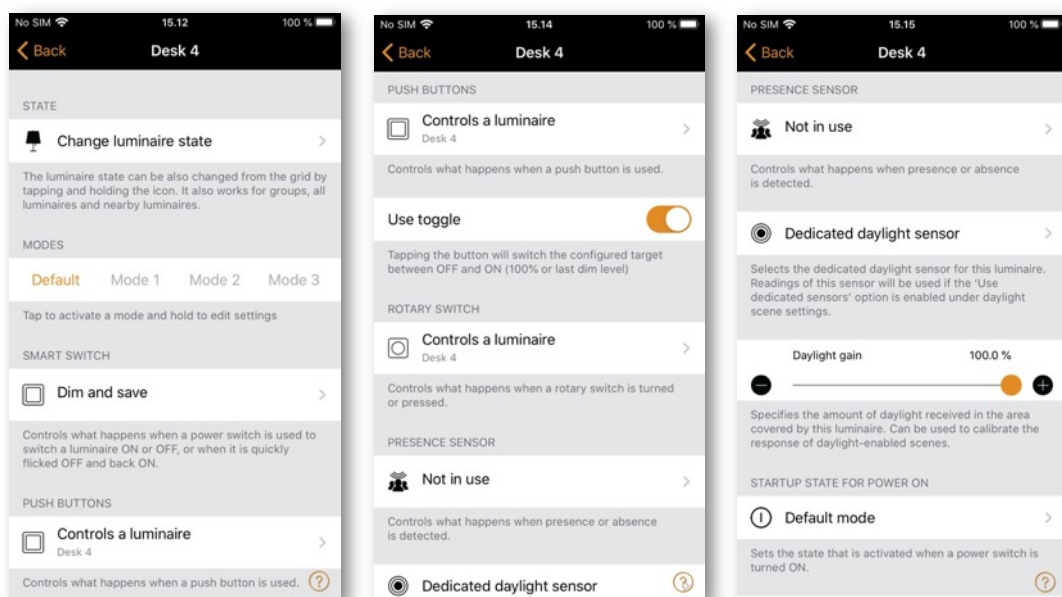 No SIM 15.12 100 %
Back Desk 4
STATE
Change luminaire state
The luminaire state can be also changed from the grid by
tapping and holding the icon. It also works for groups, all
luminaires and nearby luminaires.
MODES
Default Mode 1 Mode 2 Mode 3
Tap to activate a mode and hold to edit settings
SMART SWITCH
Dim and save
Controls what happens when a power switch is used to
switch a luminaire ON or OFF, or when it is quickly
flicked OFF and back ON.
PUSH BUTTONS
Controls a luminaire
Desk 4
Controls what happens when a push button is used.
?
No SIM 15.14 100 %
Back Desk 4
PUSH BUTTONS
Controls a luminaire
Desk 4
Controls what happens when a push button is used.
Use toggle
Tapping the button will switch the configured target
between OFF and ON (100% or last dim level)
ROTARY SWITCH
Controls a luminaire
Desk 4
Controls what happens when a rotary switch is turned
or pressed.
PRESENCE SENSOR
Not in use
Controls what happens when presence or absence
is detected.
Dedicated daylight sensor
?
No SIM 15.15 100 %
Back Desk 4
PRESENCE SENSOR
Not in use
Controls what happens when presence or absence
is detected.
Dedicated daylight sensor
Selects the dedicated daylight sensor for this luminaire.
Readings of this sensor will be used if the 'Use
dedicated sensors' option is enabled under daylight
scene settings.
Daylight gain 100.0 %
Specifies the amount of daylight received in the area
covered by this luminaire. Can be used to calibrate the
response of daylight-enabled scenes.
STARTUP STATE FOR POWER ON
Default mode
Sets the state that is activated when a power switch is
turned ON.
?